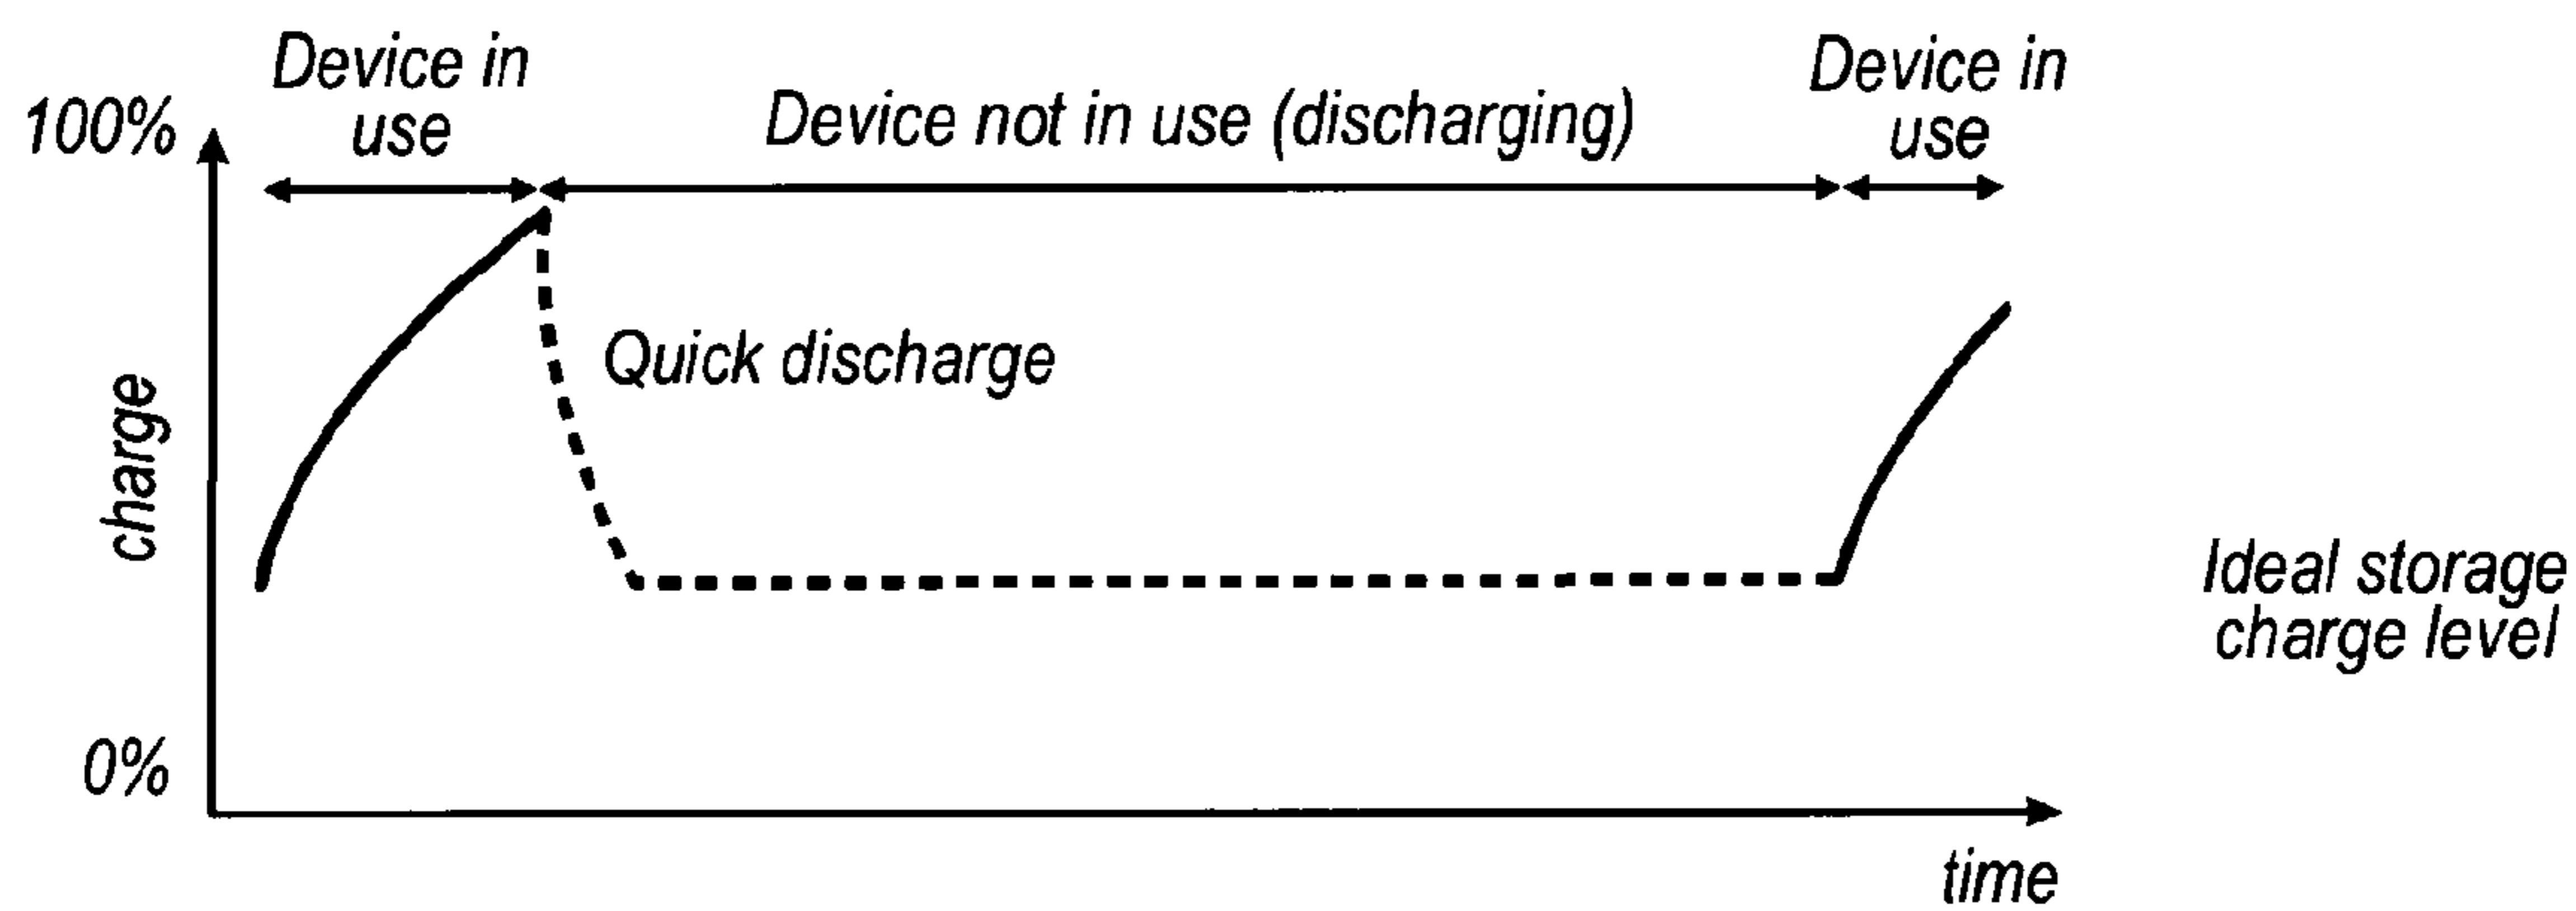 Device in
use
Device not in use (discharging)
Device in
use
100%
Quick discharge
charge
Ideal storage
charge level
0%
time